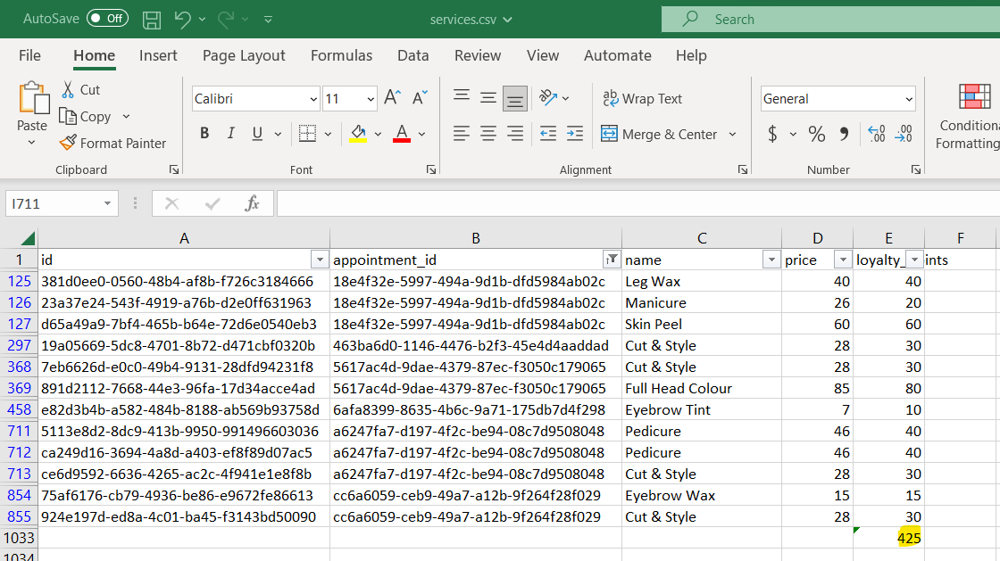 AutoSave Off services.csv Search
File Home Insert Page Layout Formulas Data Review View Automate Help
Paste Cut Copy Format Painter Clipboard
Calibri 11 A A B I U A Font
ab Wrap Text Merge & Center Alignment
General $ % Number
Conditiona
Formatting
I711 fx
A B C D E F
1 id appointment_id name price loyalty_ ints
125 381d0ee0-0560-48b4-af8b-f726c3184666 18e4f32e-5997-494a-9d1b-dfd5984ab02c Leg Wax 40 40
126 23a37e24-543f-4919-a76b-d2e0ff631963 18e4f32e-5997-494a-9d1b-dfd5984ab02c Manicure 26 20
127 d65a49a9-7bf4-465b-b64e-72d6e0540eb3 18e4f32e-5997-494a-9d1b-dfd5984ab02c Skin Peel 60 60
297 19a05669-5dc8-4701-8b72-d471cbf0320b 463ba6d0-1146-4476-b2f3-45e4d4aaddad Cut & Style 28 30
368 7eb6626d-e0c0-49b4-9131-28dfd94231f8 5617ac4d-9dae-4379-87ec-f3050c179065 Cut & Style 28 30
369 891d2112-7668-44e3-96fa-17d34acce4ad 5617ac4d-9dae-4379-87ec-f3050c179065 Full Head Colour 85 80
458 e82d3b4b-a582-484b-8188-ab569b93758d 6afa8399-8635-4b6c-9a71-175db7d4f298 Eyebrow Tint 7 10
711 5113e8d2-8dc9-413b-9950-991496603036 a6247fa7-d197-4f2c-be94-08c7d9508048 Pedicure 46 40
712 ca249d16-3694-4a8d-a403-ef8f89d07ac5 a6247fa7-d197-4f2c-be94-08c7d9508048 Pedicure 46 40
713 ce6d9592-6636-4265-ac2c-4f941e1e8f8b a6247fa7-d197-4f2c-be94-08c7d9508048 Cut & Style 28 30
854 75af6176-cb79-4936-be86-e9672fe86613 cc6a6059-ceb9-49a7-a12b-9f264f28f029 Eyebrow Wax 15 15
855 924e197d-ed8a-4c01-ba45-f3143bd50090 cc6a6059-ceb9-49a7-a12b-9f264f28f029 Cut & Style 28 30
1033 425
1034